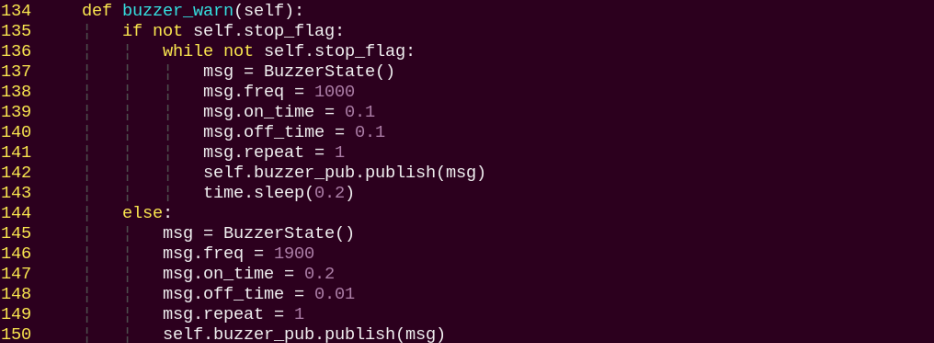 134     def buzzer_warn(self):
135         if not self.stop_flag:
136             while not self.stop_flag:
137                 msg = BuzzerState()
138                 msg.freq = 1000
139                 msg.on_time = 0.1
140                 msg.off_time = 0.1
141                 msg.repeat = 1
142                 self.buzzer_pub.publish(msg)
143                 time.sleep(0.2)
144         else:
145             msg = BuzzerState()
146             msg.freq = 1900
147             msg.on_time = 0.2
148             msg.off_time = 0.01
149             msg.repeat = 1
150             self.buzzer_pub.publish(msg)